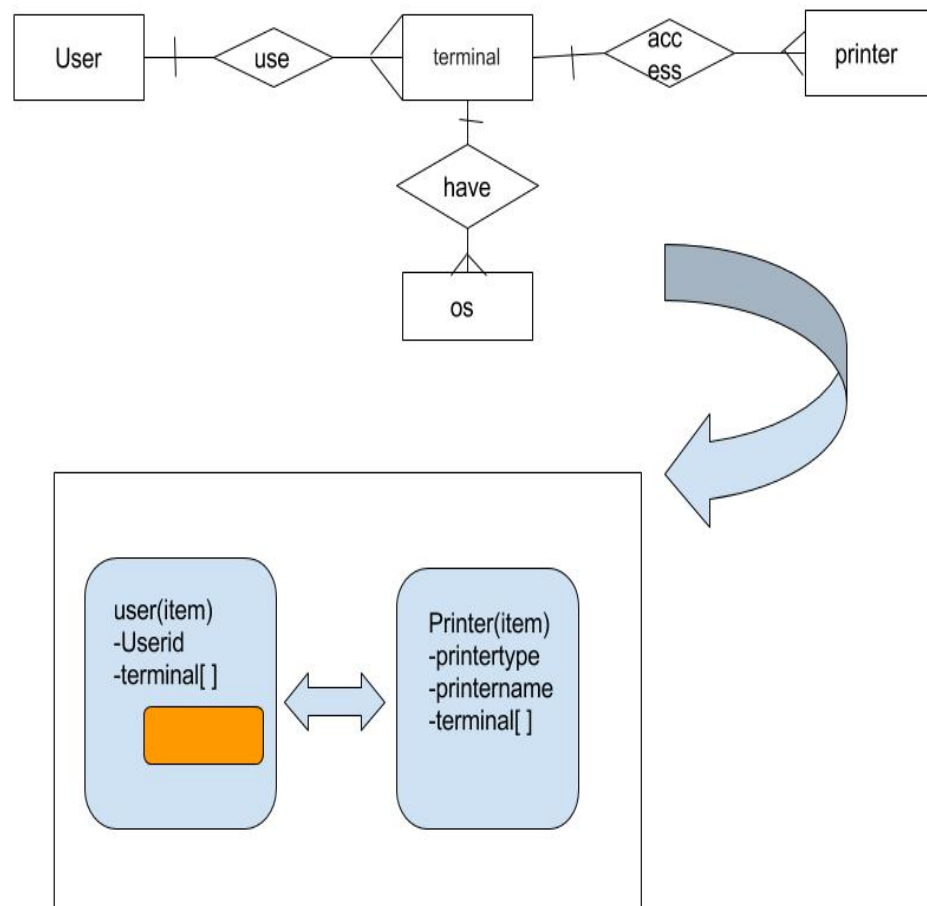 User
use
terminal
acc
ess
printer
have
os
user(item)
-Userid
-terminal[ ]
Printer(item)
-printertype
-printername
-terminal[ ]